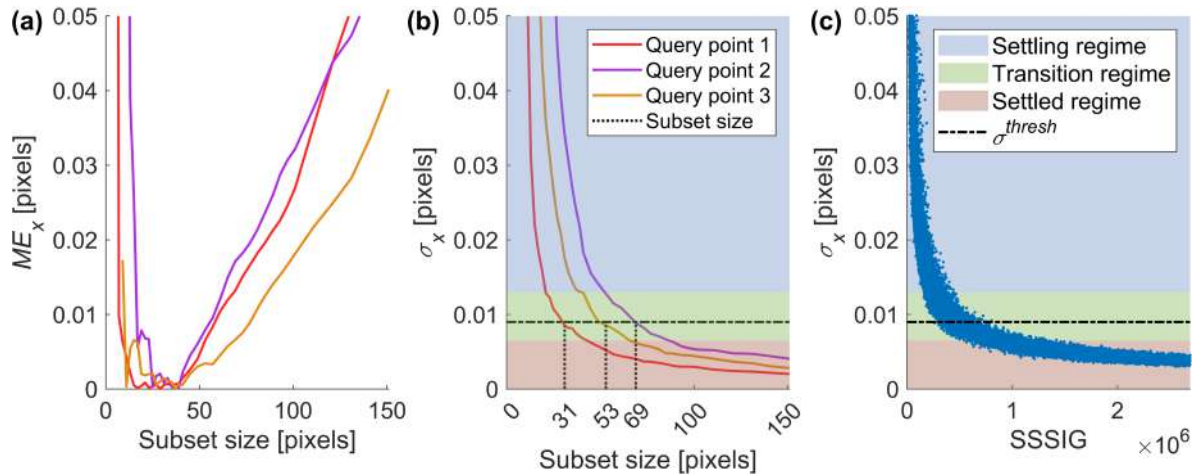 (a)
0.05
0.04
0.03
0.02
0.01
0
ME_x [pixels]
0 50 100 150
Subset size [pixels]
(b)
0.05
0.04
0.03
0.02
0.01
0
σ_x [pixels]
Query point 1
Query point 2
Query point 3
Subset size
0 31 53 69 100 150
Subset size [pixels]
(c)
0.05
0.04
0.03
0.02
0.01
0
σ_x [pixels]
Settling regime
Transition regime
Settled regime
σ^thresh
0 1 2
SSSIG ×10^6